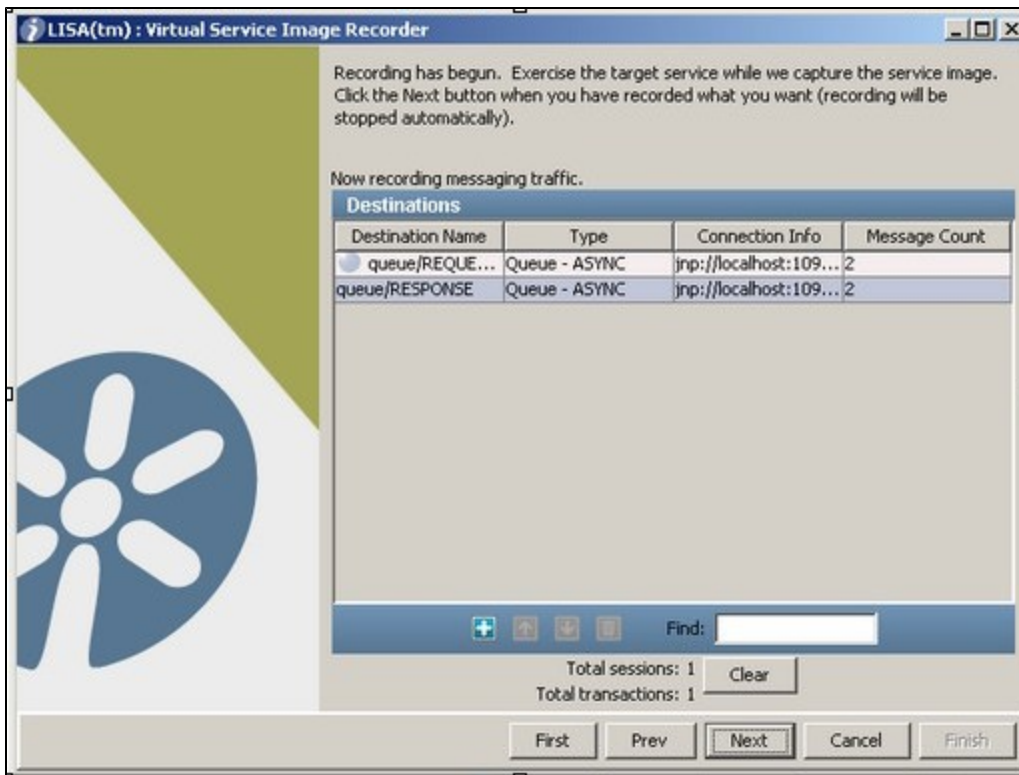 LISA(tm) : Virtual Service Image Recorder
Recording has begun. Exercise the target service while we capture the service image.
Click the Next button when you have recorded what you want (recording will be
stopped automatically).
Now recording messaging traffic.
Destinations
Destination Name Type Connection Info Message Count
queue/REQUE... Queue - ASYNC jnp://localhost:109... 2
queue/RESPONSE Queue - ASYNC jnp://localhost:109... 2
Find:
Total sessions: 1 Clear
Total transactions: 1
First Prev Next Cancel Finish